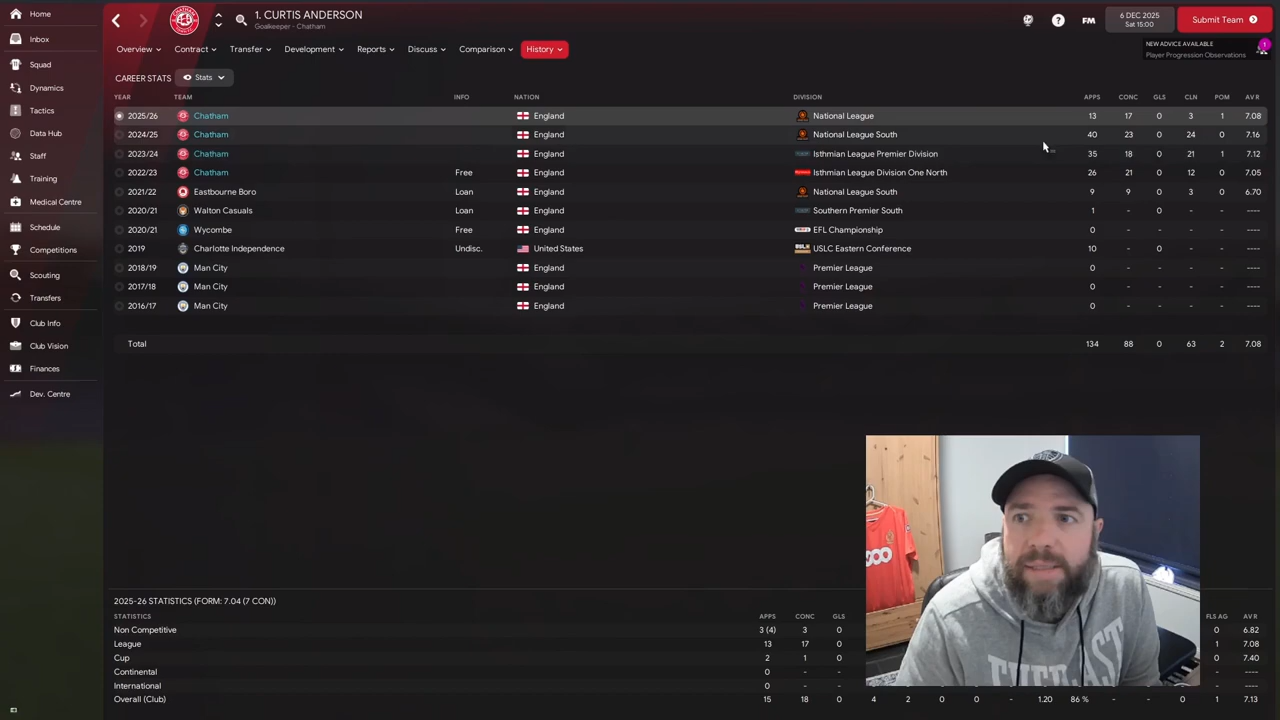 Home
Inbox
Squad
Dynamics
Tactics
Data Hub
Staff
Training
Medical Centre
Schedule
Competitions
Scouting
Transfers
Club Info
Club Vision
Finances
Dev. Centre
1. CURTIS ANDERSON
Goalkeeper - Chatham
FM
6 DEC 2025
Sat 15:00
Submit Team
Overview Contract Transfer Development Reports Discuss Comparison History
NEW ADVICE AVAILABLE 1
Player Progression Observations
CAREER STATS Stats
YEAR TEAM INFO NATION DIVISION APPS CONC GLS CLN POM AVR
2025/26 Chatham England National League 13 17 0 3 1 7.08
2024/25 Chatham England National League South 40 23 0 24 0 7.16
2023/24 Chatham England Isthmian League Premier Division 35 18 0 21 1 7.12
2022/23 Chatham Free England Isthmian League Division One North 26 21 0 12 0 7.05
2021/22 Eastbourne Boro Loan England National League South 9 9 0 3 0 6.70
2020/21 Walton Casuals Loan England Southern Premier South 1 - 0 - - ----
2020/21 Wycombe Free England EFL Championship 0 - - - - ----
2019 Charlotte Independence Undisc. United States USLC Eastern Conference 10 - 0 - - ----
2018/19 Man City England Premier League 0 - - - - ----
2017/18 Man City England Premier League 0 - - - - ----
2016/17 Man City England Premier League 0 - - - - ----
Total 134 88 0 63 2 7.08
2025-26 STATISTICS (FORM: 7.04 (7 CON))
STATISTICS APPS CONC GLS FLS AG AVR
Non Competitive 3 (4) 3 0 0 6.82
League 13 17 0 1 7.08
Cup 2 1 0 0 7.40
Continental 0 - 0 - ----
International 0 - 0 - ----
Overall (Club) 15 18 0 4 2 0 0 - 1.20 86 % - - 0 1 7.13